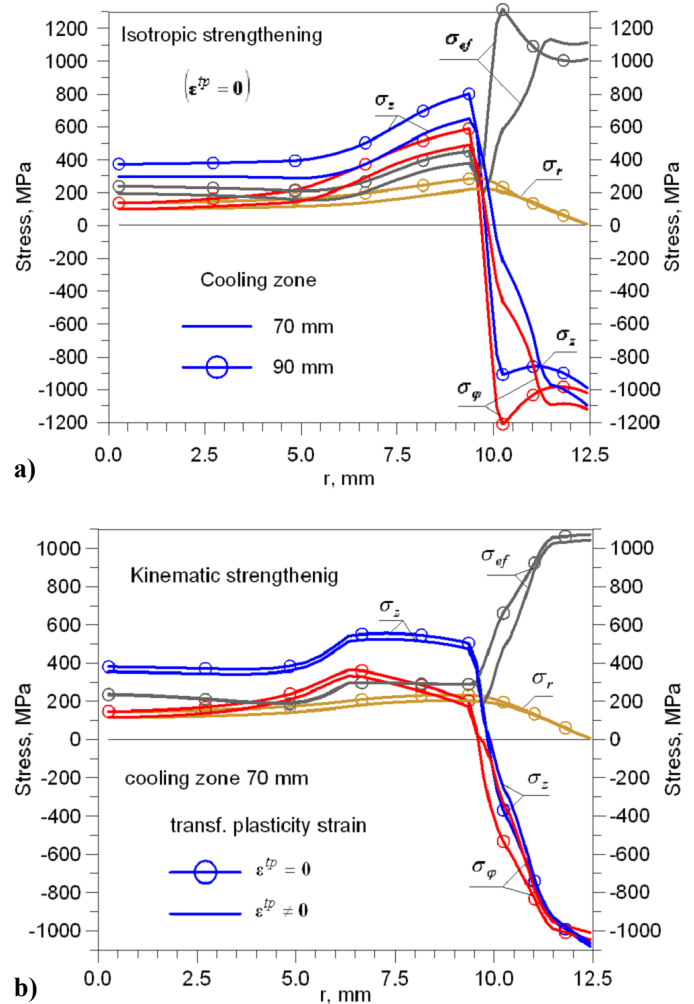 1200 1200
Isotropic strengthening
σ_ef
1000 1000
(ε^tp = 0)
800 800
σ_z
600 600
400 400
σ_r
200 200
Stress, MPa
0 0
Stress, MPa
-200 -200
Cooling zone
-400 -400
70 mm
-600 -600
σ_z
-800 -800
90 mm
σ_φ
-1000 -1000
-1200 -1200
0.0 2.5 5.0 7.5 10.0 12.5
a)
r, mm
1000 1000
σ_ef
Kinematic strengthenig
800 800
σ_z
600 600
400 400
σ_r
200 200
Stress, MPa
0 0
Stress, MPa
cooling zone 70 mm
-200 -200
σ_z
-400 -400
transf. plasticity strain
-600 -600
ε^tp = 0
σ_φ
-800 -800
ε^tp ≠ 0
-1000 -1000
0.0 2.5 5.0 7.5 10.0 12.5
b)
r, mm